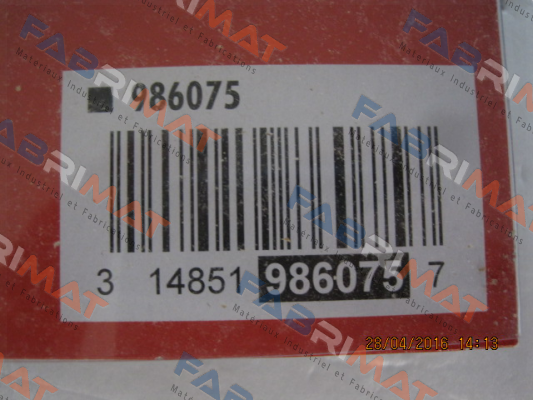 986075
3 14851 986075 7
28/04/2016 14:13
FABRIMAT
Materiaux Industriel et Fabrications